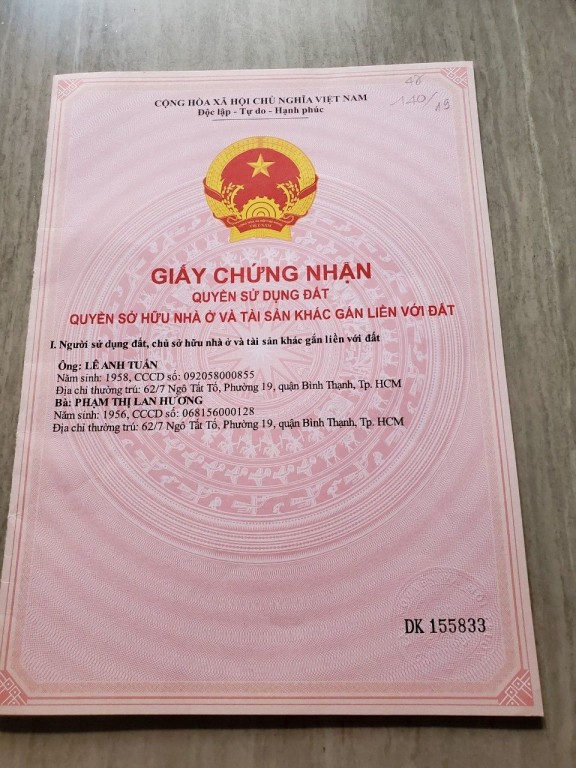 46
140/19
CỘNG HÒA XÃ HỘI CHỦ NGHĨA VIỆT NAM
Độc lập - Tự do - Hạnh phúc
VIỆT NAM
GIẤY CHỨNG NHẬN
QUYỀN SỬ DỤNG ĐẤT
QUYỀN SỞ HỮU NHÀ Ở VÀ TÀI SẢN KHÁC GẮN LIỀN VỚI ĐẤT
I. Người sử dụng đất, chủ sở hữu nhà ở và tài sản khác gắn liền với đất
Ông: LÊ ANH TUẤN
Năm sinh: 1958, CCCD số: 092058000855
Địa chỉ thường trú: 62/7 Ngô Tất Tố, Phường 19, quận Bình Thạnh, Tp. HCM
Bà: PHẠM THỊ LAN HƯƠNG
Năm sinh: 1956, CCCD số: 068156000128
Địa chỉ thường trú: 62/7 Ngô Tất Tố, Phường 19, quận Bình Thạnh, Tp. HCM
DK 155833